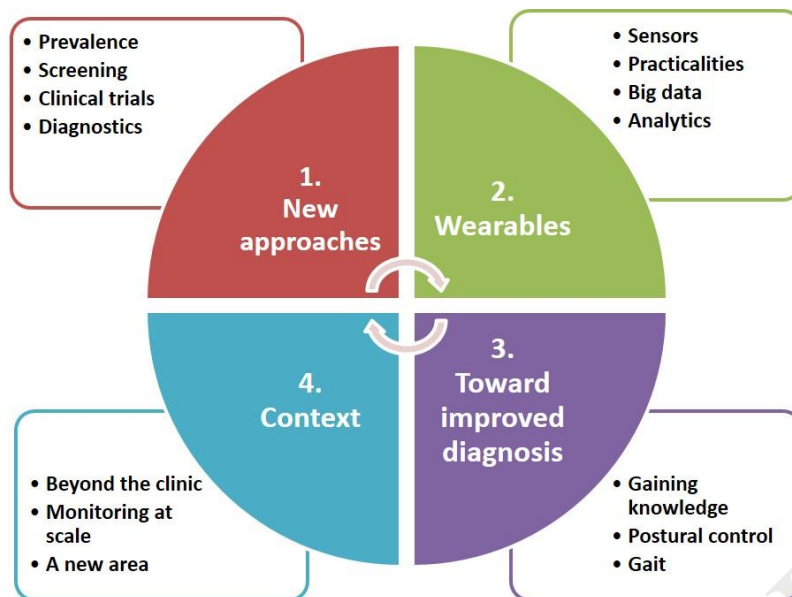 • Prevalence
• Screening
• Clinical trials
• Diagnostics
1.
New
approaches
• Sensors
• Practicalities
• Big data
• Analytics
2.
Wearables
3.
Toward
improved
diagnosis
• Gaining
knowledge
• Postural control
• Gait
4.
Context
• Beyond the clinic
• Monitoring at
scale
• A new area